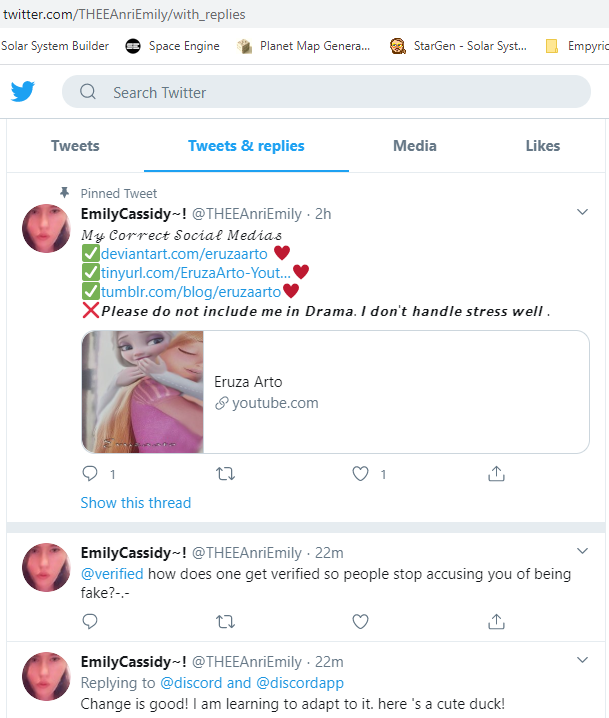 twitter.com/THEEAnriEmily/with_replies
Solar System Builder Space Engine Planet Map Genera... StarGen - Solar Syst... Empyric
Search Twitter
Tweets Tweets & replies Media Likes
Pinned Tweet
EmilyCassidy~! @THEEAnriEmily · 2h
𝓜𝔂 𝓒𝓸𝓻𝓻𝓮𝓬𝓽 𝓢𝓸𝓬𝓲𝓪𝓵 𝓜𝓮𝓭𝓲𝓪𝓼
✅deviantart.com/eruzaarto ♥
✅tinyurl.com/EruzaArto-Yout...♥
✅tumblr.com/blog/eruzaarto♥
❌𝑷𝒍𝒆𝒂𝒔𝒆 𝒅𝒐 𝒏𝒐𝒕 𝒊𝒏𝒄𝒍𝒖𝒅𝒆 𝒎𝒆 𝒊𝒏 𝑫𝒓𝒂𝒎𝒂. 𝑰 𝒅𝒐𝒏'𝒕 𝒉𝒂𝒏𝒅𝒍𝒆 𝒔𝒕𝒓𝒆𝒔𝒔 𝒘𝒆𝒍𝒍 .
Eruza Arto
youtube.com
1 1
Show this thread
EmilyCassidy~! @THEEAnriEmily · 22m
@verified how does one get verified so people stop accusing you of being
fake?-.-
EmilyCassidy~! @THEEAnriEmily · 22m
Replying to @discord and @discordapp
Change is good! I am learning to adapt to it. here 's a cute duck!